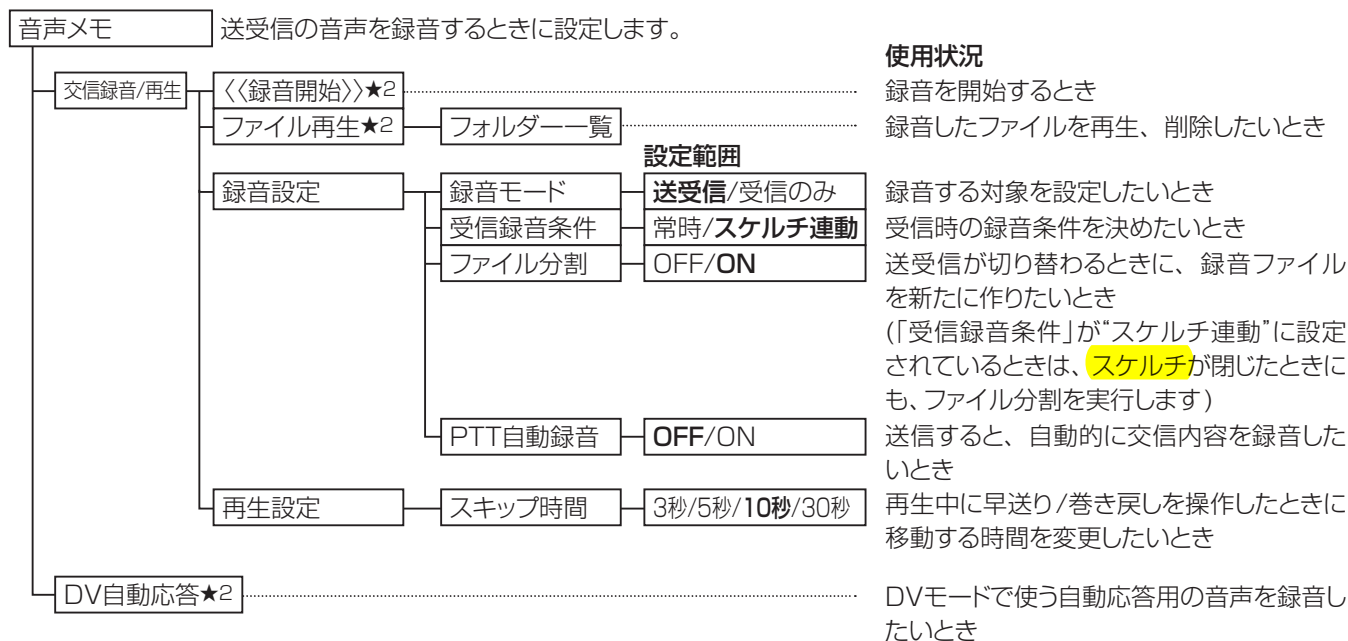 音声メモ 送受信の音声を録音するときに設定します。
使用状況
交信録音/再生 〈〈録音開始〉〉★2 録音を開始するとき
ファイル再生★2 フォルダー一覧 録音したファイルを再生、削除したいとき
設定範囲
録音設定 録音モード 送受信/受信のみ 録音する対象を設定したいとき
受信録音条件 常時/スケルチ連動 受信時の録音条件を決めたいとき
ファイル分割 OFF/ON 送受信が切り替わるときに、録音ファイル
を新たに作りたいとき
(「受信録音条件」が“スケルチ連動”に設定
されているときは、スケルチが閉じたときに
も、ファイル分割を実行します)
PTT自動録音 OFF/ON 送信すると、自動的に交信内容を録音した
いとき
再生設定 スキップ時間 3秒/5秒/10秒/30秒 再生中に早送り/巻き戻しを操作したときに
移動する時間を変更したいとき
DV自動応答★2 DVモードで使う自動応答用の音声を録音し
たいとき